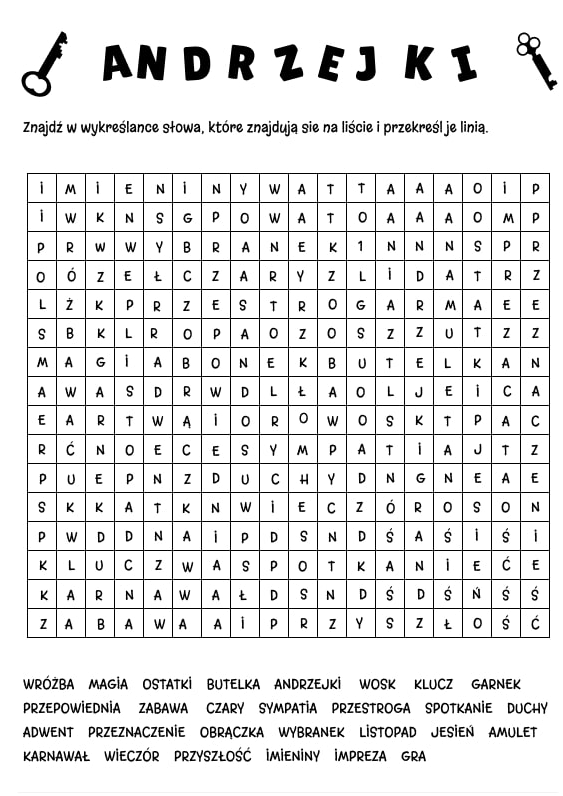 ANDRZEJKI
Znajdź w wykreślance słowa, które znajdują sie na liście i przekreśl je linią.
I M I E N I N Y W A T T A A A O I P
I W K N S G P O W A T O A A A O M P
P R W W Y B R A N E K 1 N N N S P R
O Ó Z E Ł C Z A R Y Z L I D A T R Z
L Ż K P R Z E S T R O G A R M A E E
S B K L R O P A O Z O S Z Z U T Z Z
M A G I A B O N E K B U T E L K A N
A W A S D R W D L Ł A O L J E I C A
E A R T W Ą I O R O W O S K T P A C
R Ć N O E C E S Y M P A T I A J T Z
P U E P N Z D U C H Y D N G N E A E
S K K A T K N W I E C Z Ó R O S O N
P W D D N A I P D S N D Ś A Ś I Ś I
K L U C Z W A S P O T K A N I E Ć E
K A R N A W A Ł D S N D Ś D Ś Ń Ś Ś
Z A B A W A A I P R Z Y S Z Ł O Ś Ć
WRÓŻBA MAGIA OSTATKI BUTELKA ANDRZEJKI WOSK KLUCZ GARNEK
PRZEPOWIEDNIA ZABAWA CZARY SYMPATIA PRZESTROGA SPOTKANIE DUCHY
ADWENT PRZEZNACZENIE OBRĄCZKA WYBRANEK LISTOPAD JESIEŃ AMULET
KARNAWAŁ WIECZÓR PRZYSZŁOŚĆ IMIENINY IMPREZA GRA